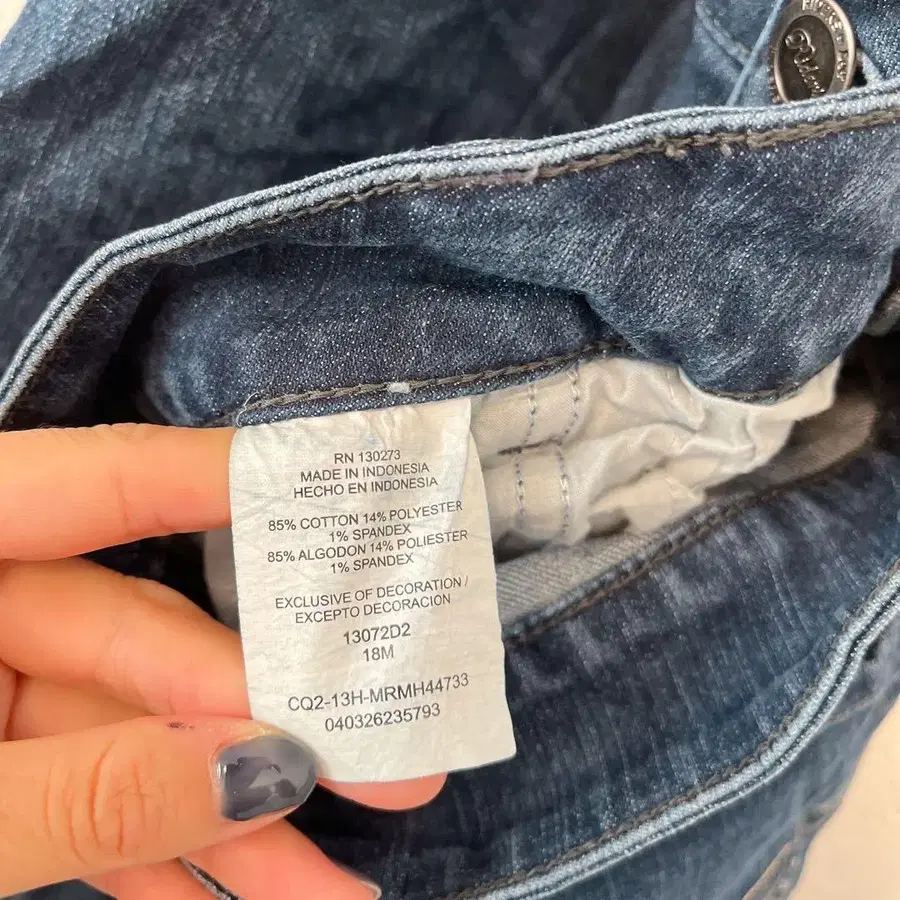 RN 130273
MADE IN INDONESIA
HECHO EN INDONESIA
85% COTTON 14% POLYESTER
1% SPANDEX
85% ALGODON 14% POLIESTER
1% SPANDEX
EXCLUSIVE OF DECORATION /
EXCEPTO DECORACION
13072D2
18M
CQ2-13H-MRMH44733
040326235793